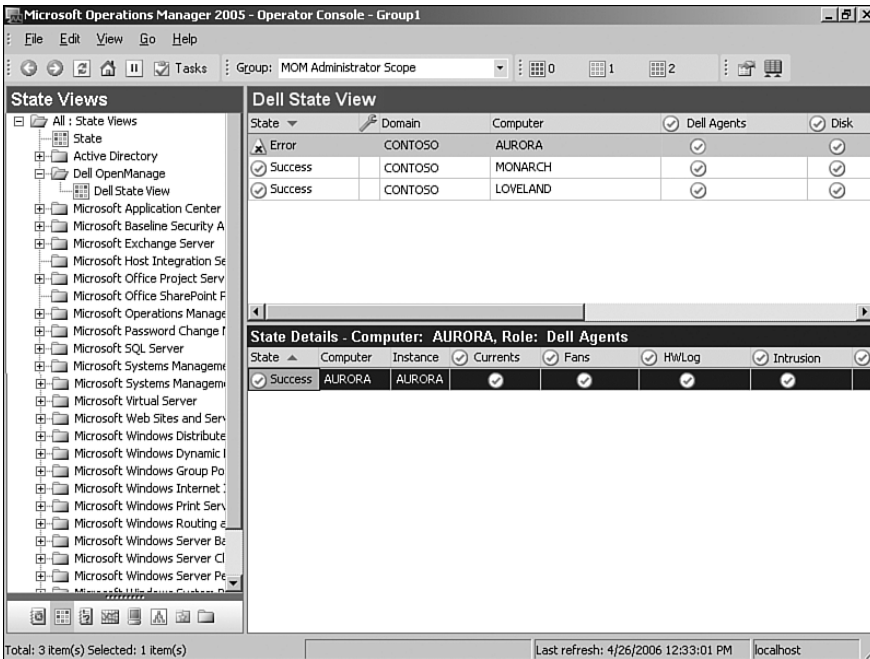 Microsoft Operations Manager 2005 - Operator Console - Group1
File Edit View Go Help
Tasks Group: MOM Administrator Scope 0 1 2
State Views
All : State Views
State
Active Directory
Dell OpenManage
Dell State View
Microsoft Application Center
Microsoft Baseline Security A
Microsoft Exchange Server
Microsoft Host Integration Se
Microsoft Office Project Serv
Microsoft Office SharePoint P
Microsoft Operations Manage
Microsoft Password Change N
Microsoft SQL Server
Microsoft Systems Manageme
Microsoft Systems Manageme
Microsoft Virtual Server
Microsoft Web Sites and Serv
Microsoft Windows Distribute
Microsoft Windows Dynamic
Microsoft Windows Group Po
Microsoft Windows Internet
Microsoft Windows Print Serv
Microsoft Windows Routing a
Microsoft Windows Server Ba
Microsoft Windows Server Cl
Microsoft Windows Server Pe
Dell State View
State Domain Computer Dell Agents Disk
Error CONTOSO AURORA
Success CONTOSO MONARCH
Success CONTOSO LOVELAND
State Details - Computer: AURORA, Role: Dell Agents
State Computer Instance Currents Fans HWLog Intrusion
Success AURORA AURORA
Total: 3 item(s) Selected: 1 item(s)
Last refresh: 4/26/2006 12:33:01 PM
localhost